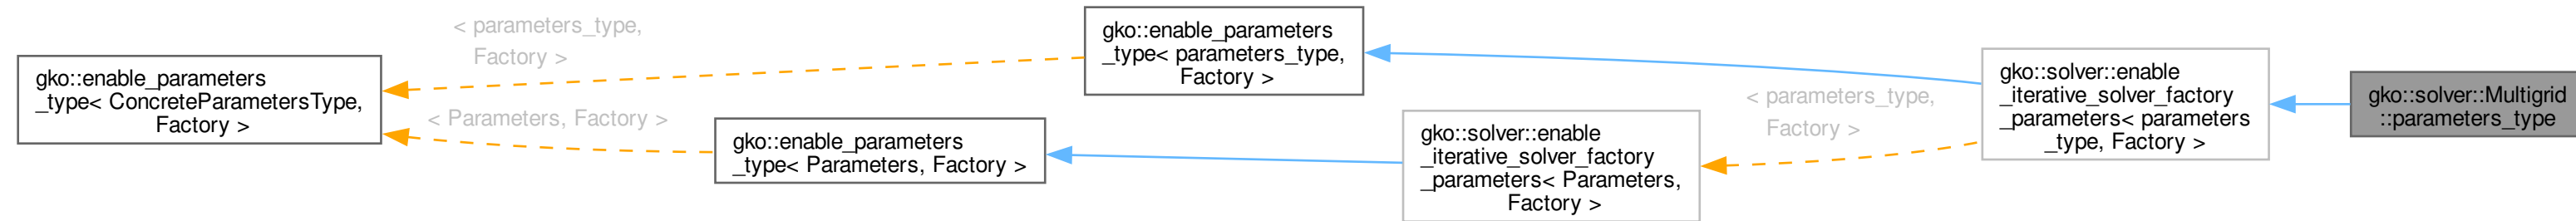 gko::enable_parameters
_type< ConcreteParametersType,
Factory >
< parameters_type,
Factory >
< Parameters, Factory >
gko::enable_parameters
_type< parameters_type,
Factory >
gko::enable_parameters
_type< Parameters, Factory >
gko::solver::enable
_iterative_solver_factory
_parameters< Parameters,
Factory >
< parameters_type,
Factory >
gko::solver::enable
_iterative_solver_factory
_parameters< parameters
_type, Factory >
gko::solver::Multigrid
::parameters_type